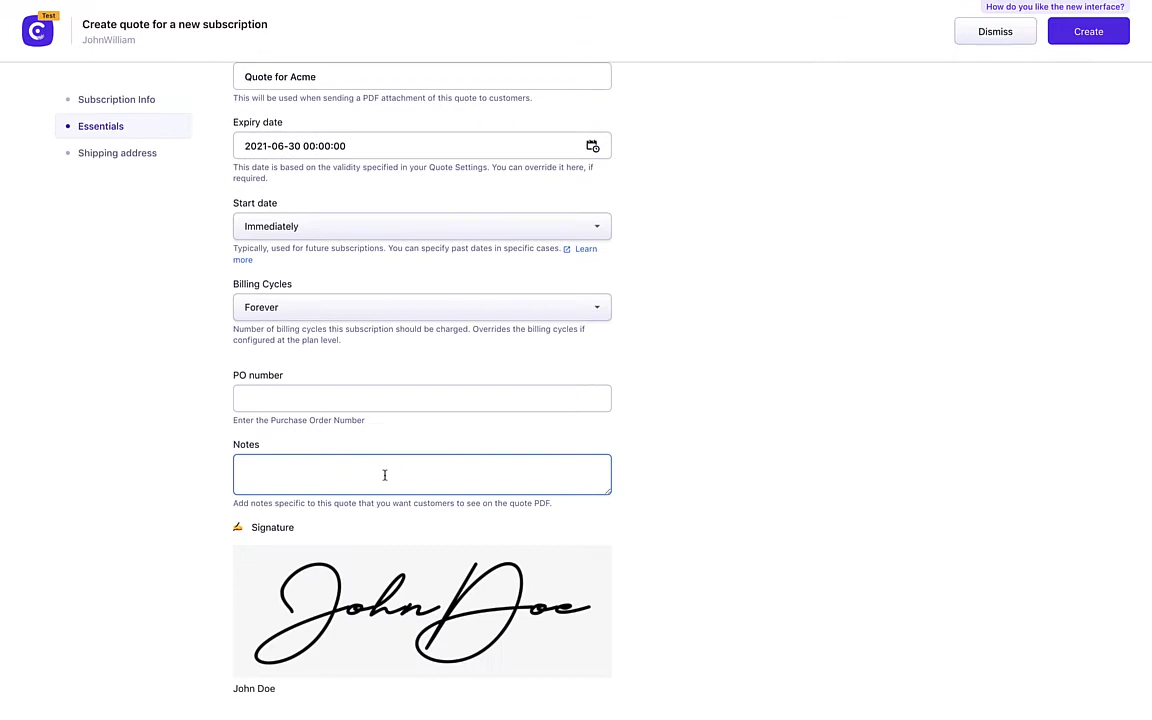 How do you like the new interface?
Test
Create quote for a new subscription
JohnWilliam
Dismiss
Create
Subscription Info
Essentials
Shipping address
Quote for Acme
This will be used when sending a PDF attachment of this quote to customers.
Expiry date
2021-06-30 00:00:00
This date is based on the validity specified in your Quote Settings. You can override it here, if
required.
Start date
Immediately
Typically, used for future subscriptions. You can specify past dates in specific cases. Learn
more
Billing Cycles
Forever
Number of billing cycles this subscription should be charged. Overrides the billing cycles if
configured at the plan level.
PO number
Enter the Purchase Order Number
Notes
Add notes specific to this quote that you want customers to see on the quote PDF.
✍️ Signature
John Doe
John Doe